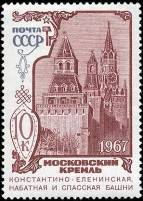 ПОЧТА
СССР
10
К
1967
МОСКОВСКИЙ
КРЕМЛЬ
КОНСТАНТИНО-ЕЛЕНИНСКАЯ,
НАБАТНАЯ И СПАССКАЯ БАШНИ